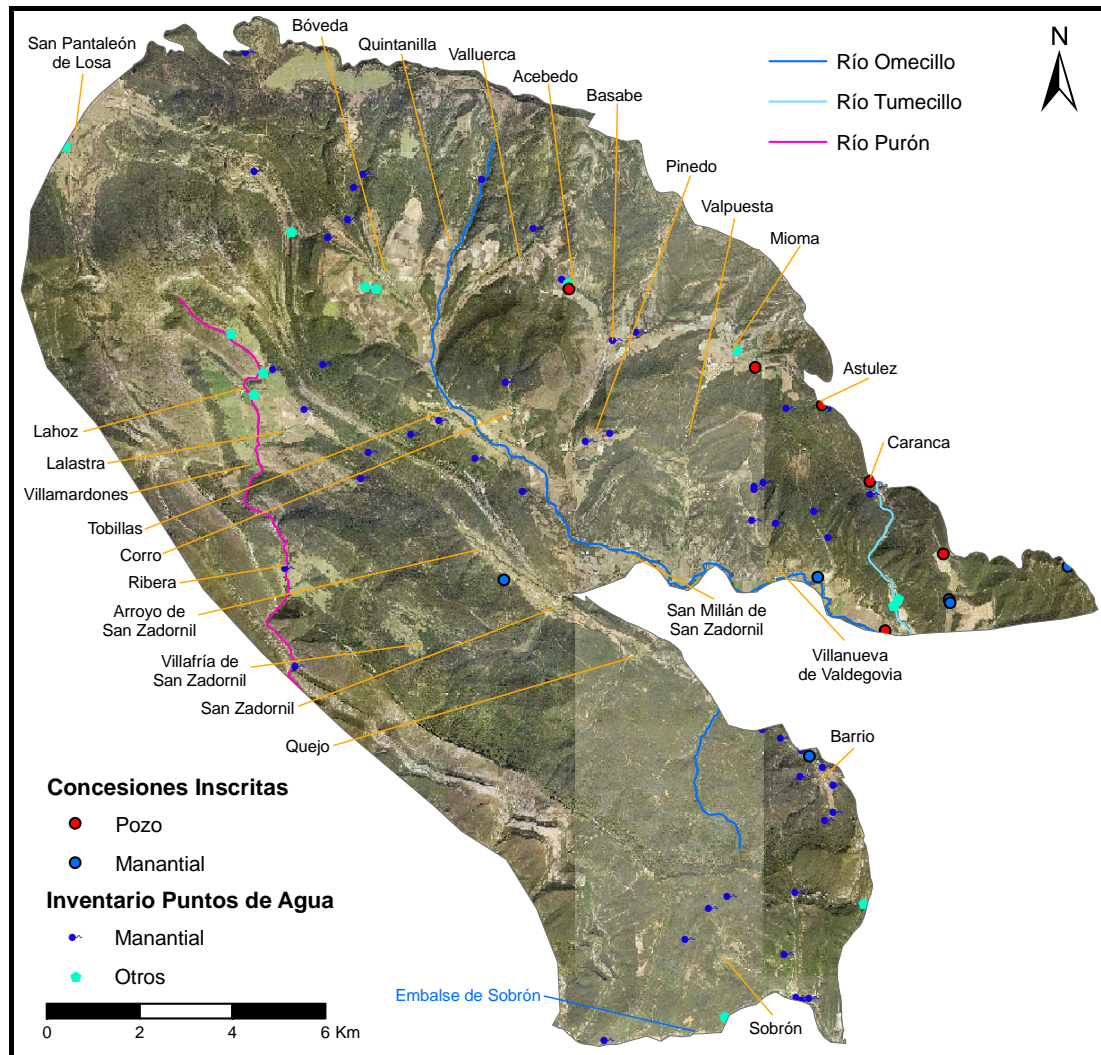 San Pantaleón
de Losa
Bóveda
Quintanilla
Valluerca
Acebedo
Basabe
Pinedo
Valpuesta
Mioma
Astulez
Caranca
Río Omecillo
Río Tumecillo
Río Purón
N
Lahoz
Lalastra
Villamardones
Tobillas
Corro
Ribera
Arroyo de
San Zadornil
Villafría de
San Zadornil
San Zadornil
Quejo
San Millán de
San Zadornil
Villanueva
de Valdegovia
Barrio
Concesiones Inscritas
Pozo
Manantial
Inventario Puntos de Agua
Manantial
Otros
0 2 4 6 Km
Embalse de Sobrón
Sobrón